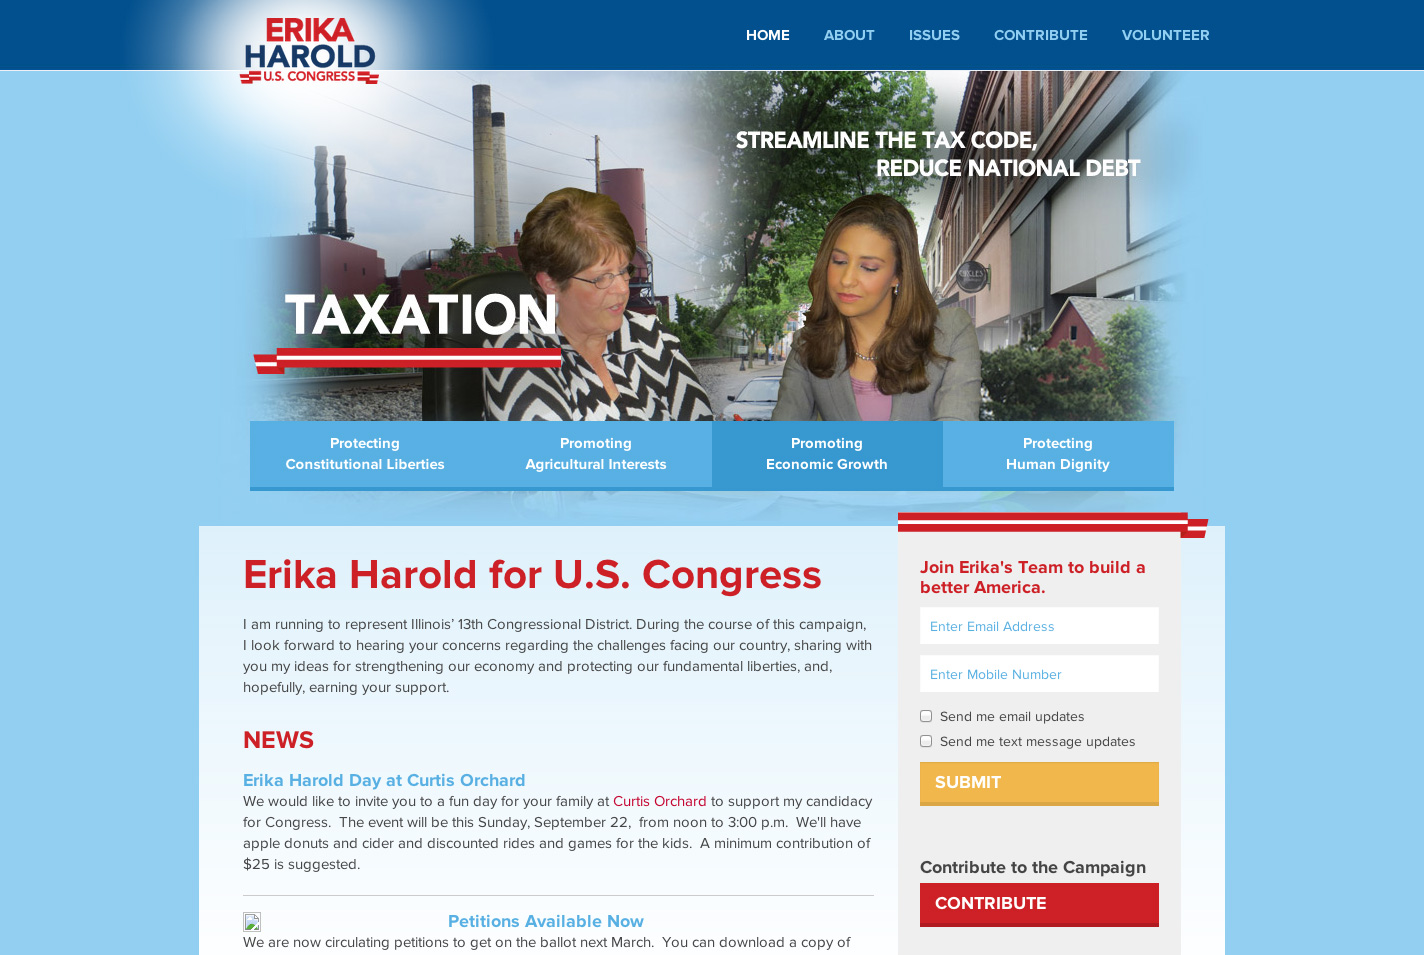 ERIKA
HAROLD
U.S. CONGRESS
HOME ABOUT ISSUES CONTRIBUTE VOLUNTEER
STREAMLINE THE TAX CODE,
REDUCE NATIONAL DEBT
CIRCLES
TAXATION
Protecting
Constitutional Liberties
Promoting
Agricultural Interests
Promoting
Economic Growth
Protecting
Human Dignity
Erika Harold for U.S. Congress
I am running to represent Illinois’ 13th Congressional District. During the course of this campaign,
I look forward to hearing your concerns regarding the challenges facing our country, sharing with
you my ideas for strengthening our economy and protecting our fundamental liberties, and,
hopefully, earning your support.
NEWS
Erika Harold Day at Curtis Orchard
We would like to invite you to a fun day for your family at Curtis Orchard to support my candidacy
for Congress.  The event will be this Sunday, September 22,  from noon to 3:00 p.m.  We'll have
apple donuts and cider and discounted rides and games for the kids.  A minimum contribution of
$25 is suggested.
Petitions Available Now
We are now circulating petitions to get on the ballot next March.  You can download a copy of
Join Erika's Team to build a
better America.
Enter Email Address
Enter Mobile Number
Send me email updates
Send me text message updates
SUBMIT
Contribute to the Campaign
CONTRIBUTE